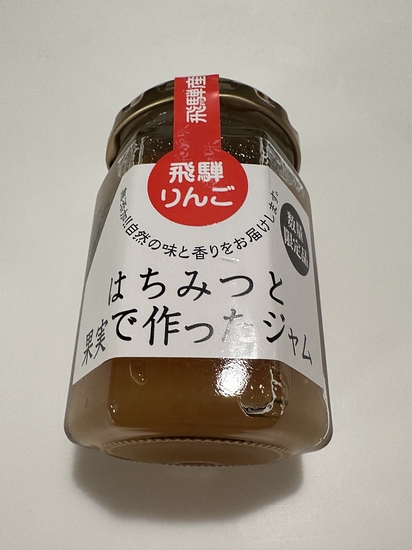 飛騨産
飛騨
りんご
自然の味と香りをお届けします。
数量
限定品
はちみつと
果実で作ったジャム